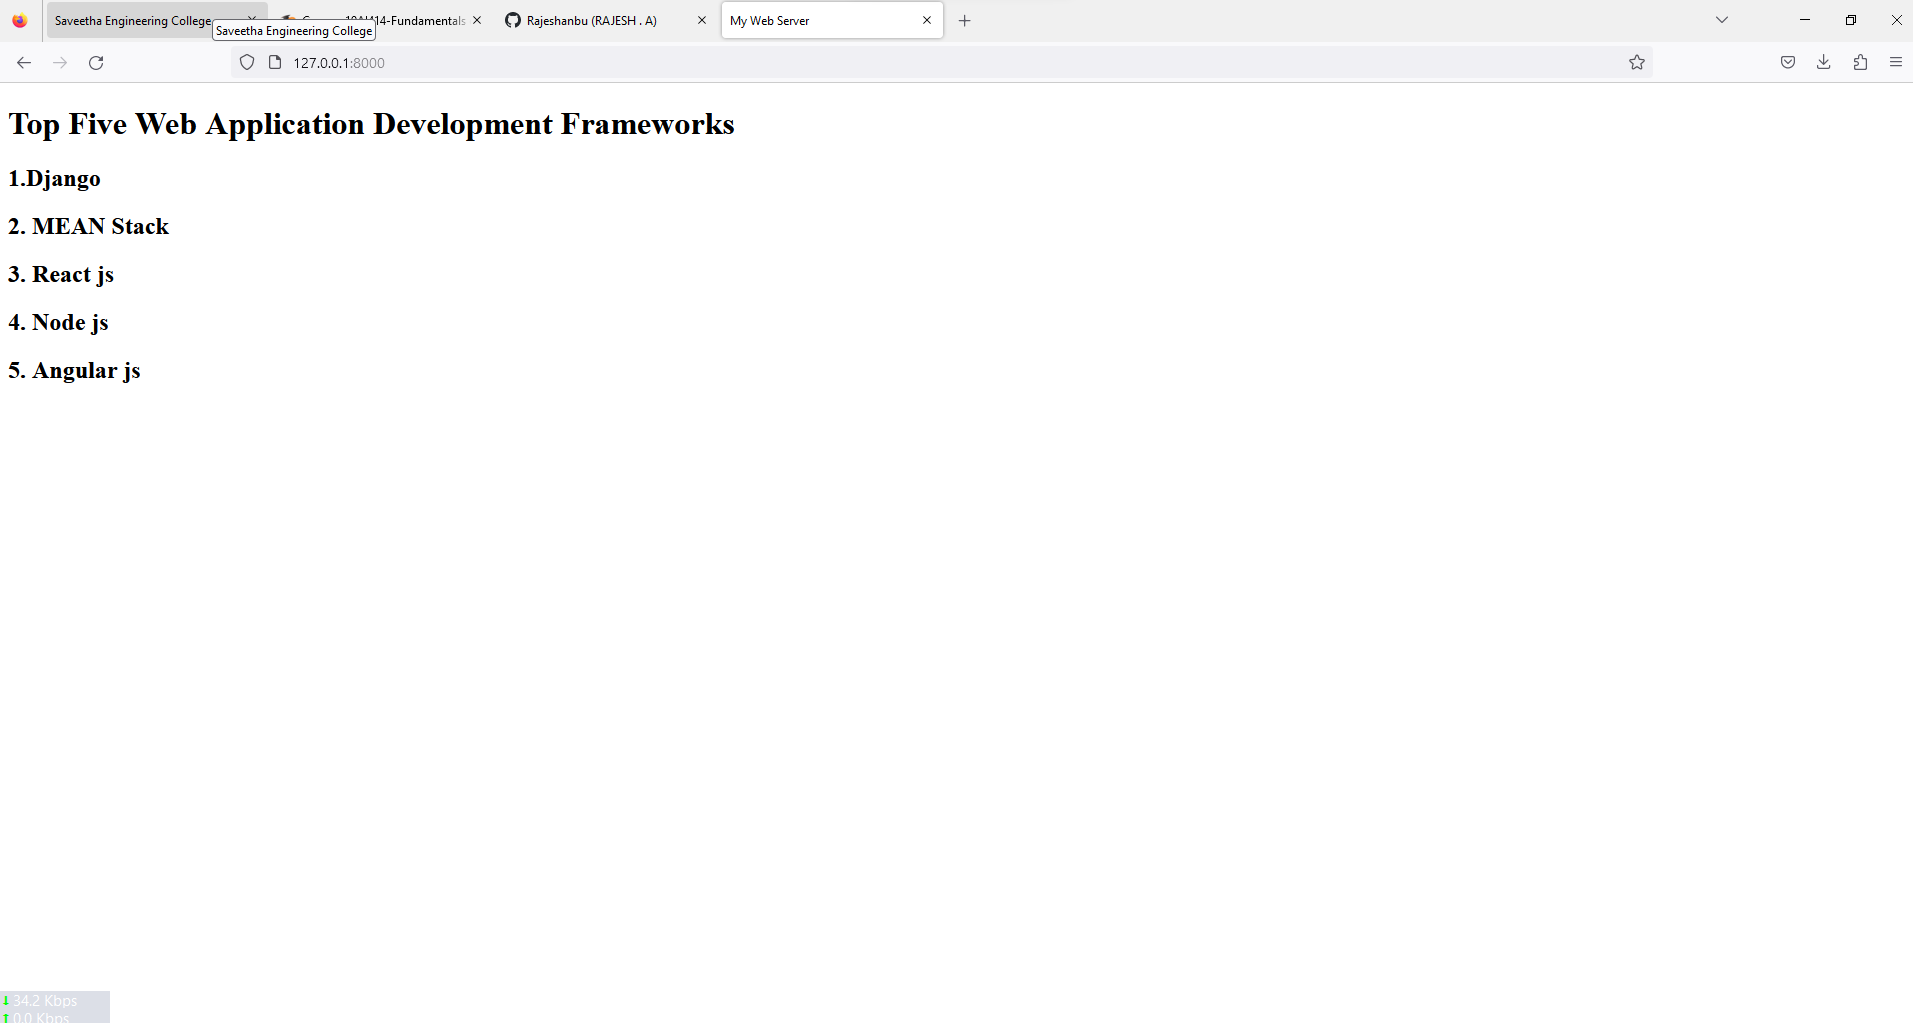 Saveetha Engineering College
Saveetha Engineering College
414-Fundamentals
Rajeshanbu (RAJESH . A)
My Web Server
127.0.0.1:8000
Top Five Web Application Development Frameworks
1.Django
2. MEAN Stack
3. React js
4. Node js
5. Angular js
34.2 Kbps
0.0 Kbps